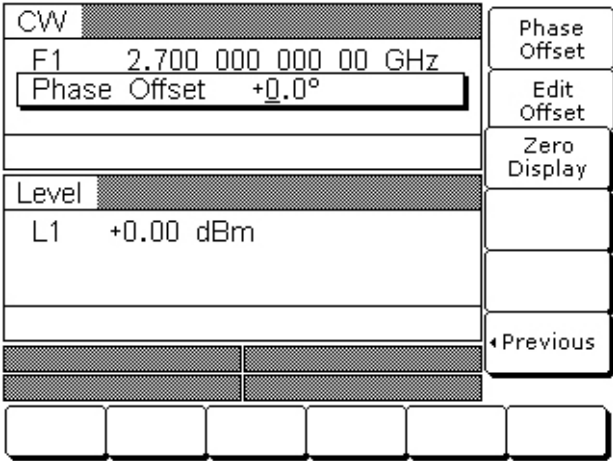 CW
F1 2.700 000 000 00 GHz
Phase Offset +0.0°
Level
L1 +0.00 dBm
Phase
Offset
Edit
Offset
Zero
Display
◂Previous